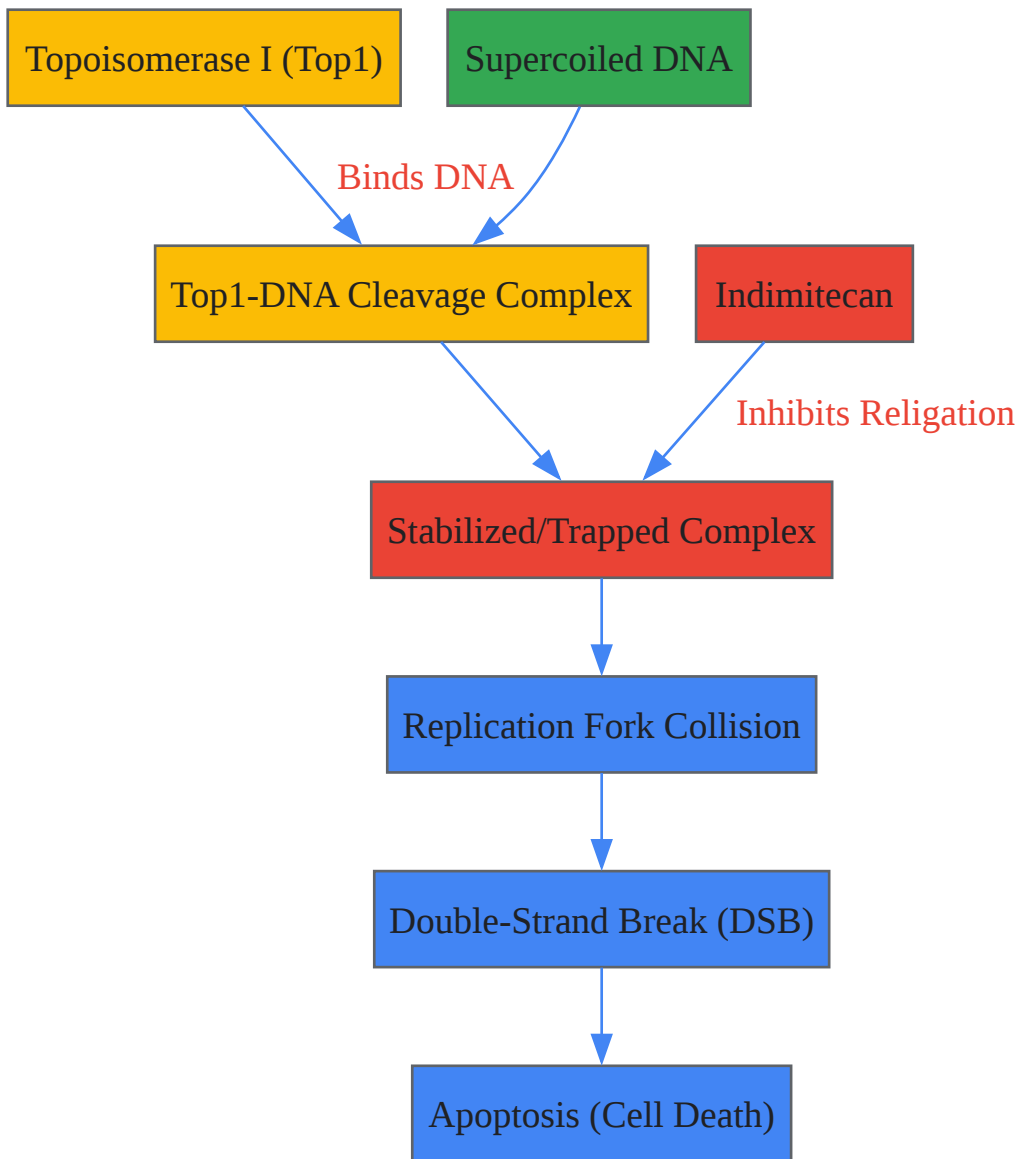 Topoisomerase I (Top1)
Supercoiled DNA
Binds DNA
Top1-DNA Cleavage Complex
Indimitecan
Inhibits Religation
Stabilized/Trapped Complex
Replication Fork Collision
Double-Strand Break (DSB)
Apoptosis (Cell Death)